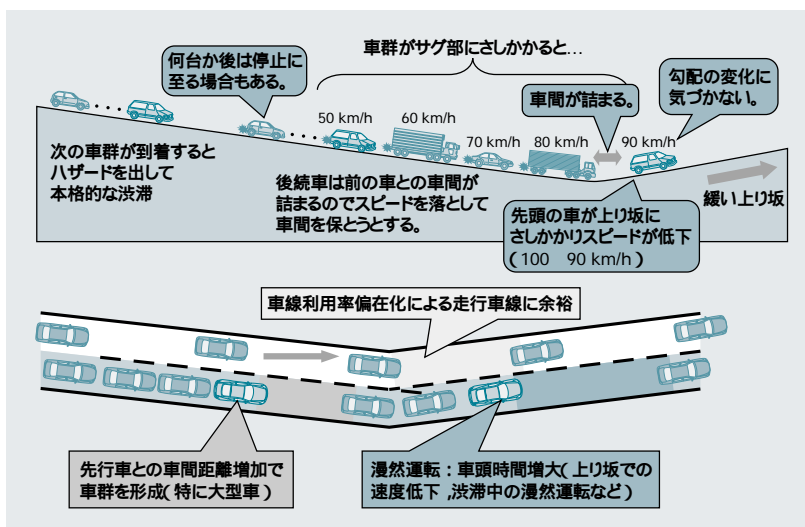 車群がサグ部にさしかかると…
何台か後は停止に
至る場合もある。
勾配の変化に
気づかない。
車間が詰まる。
50 km/h
60 km/h
70 km/h
80 km/h
90 km/h
次の車群が到着すると
ハザードを出して
本格的な渋滞
後続車は前の車との車間が
詰まるのでスピードを落として
車間を保とうとする。
緩い上り坂
先頭の車が上り坂に
さしかかりスピードが低下
(100 90 km/h)
車線利用率偏在化による走行車線に余裕
先行車との車間距離増加で
車群を形成(特に大型車)
漫然運転:車頭時間増大(上り坂での
速度低下,渋滞中の漫然運転など)